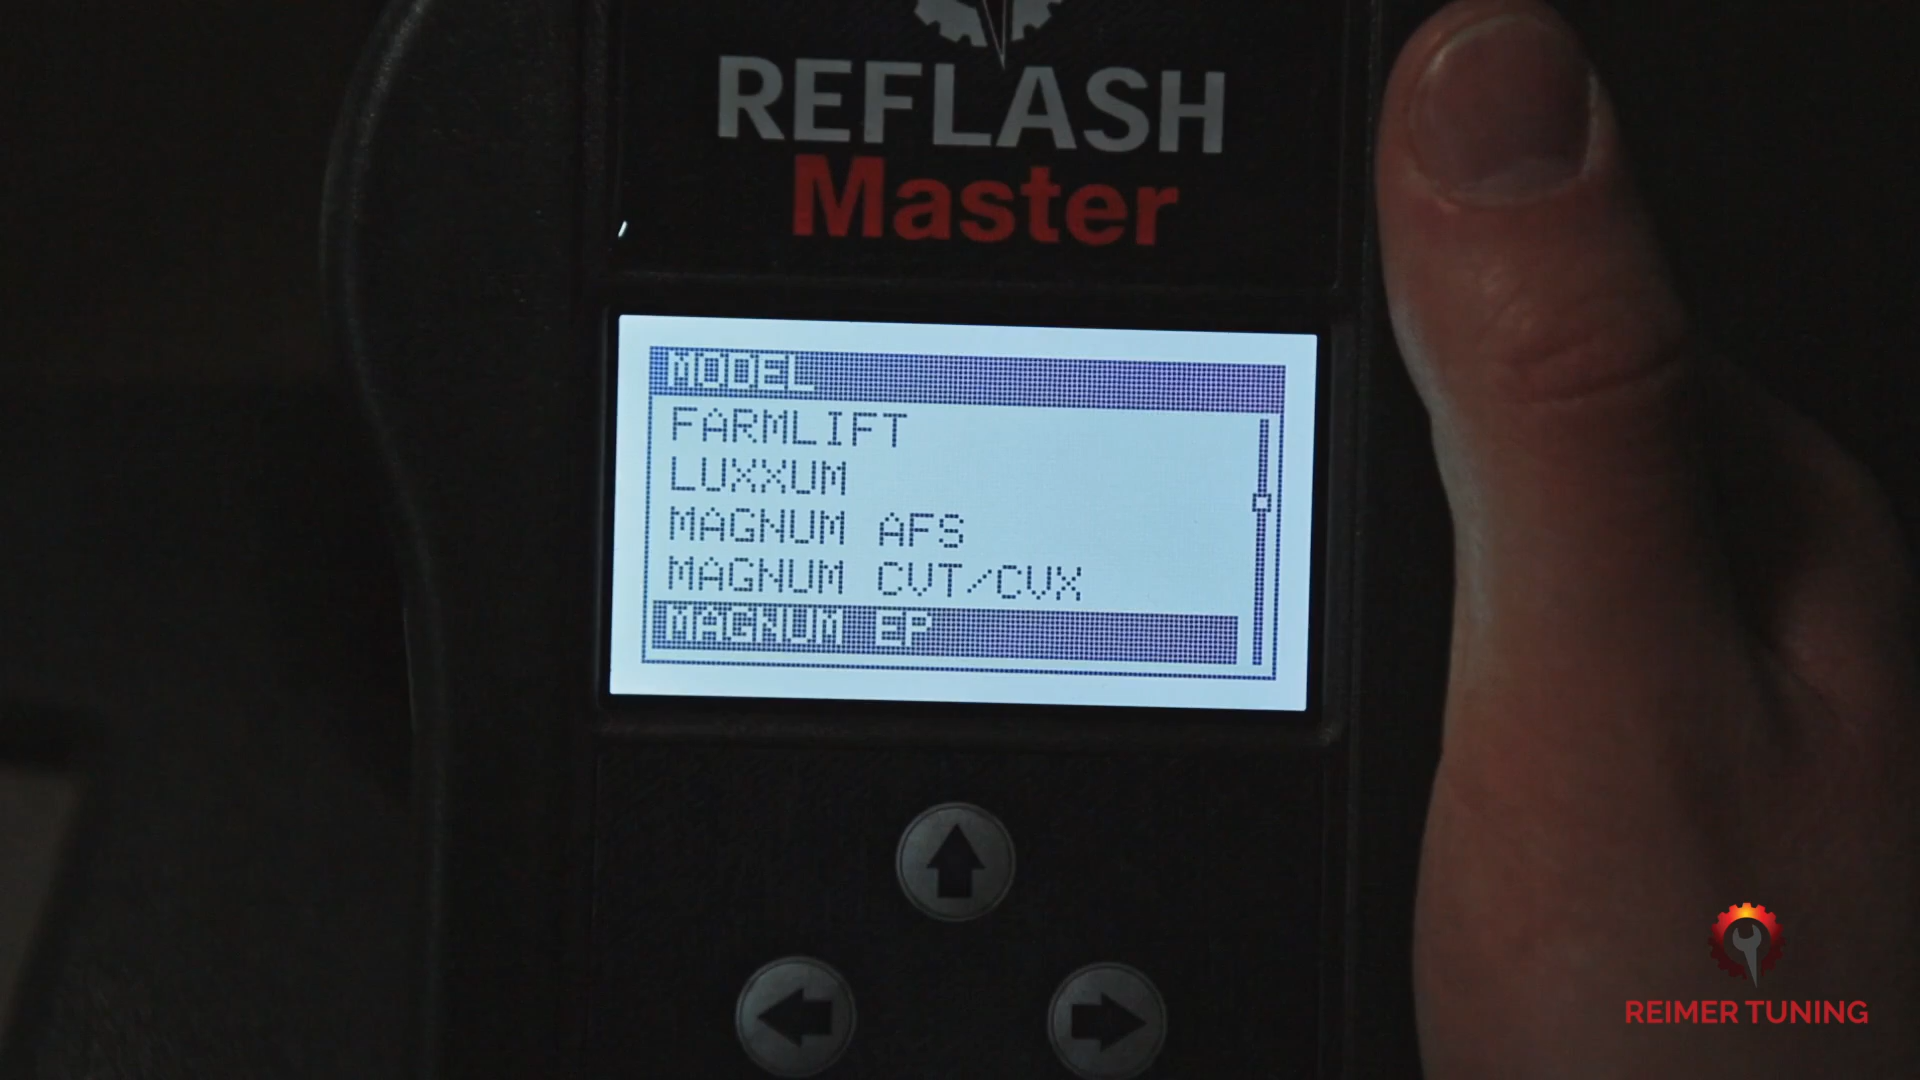 REFLASH
Master
MODEL
FARMLIFT
LUXXUM
MAGNUM AFS
MAGNUM CVT/CVX
MAGNUM EP
REIMER TUNING